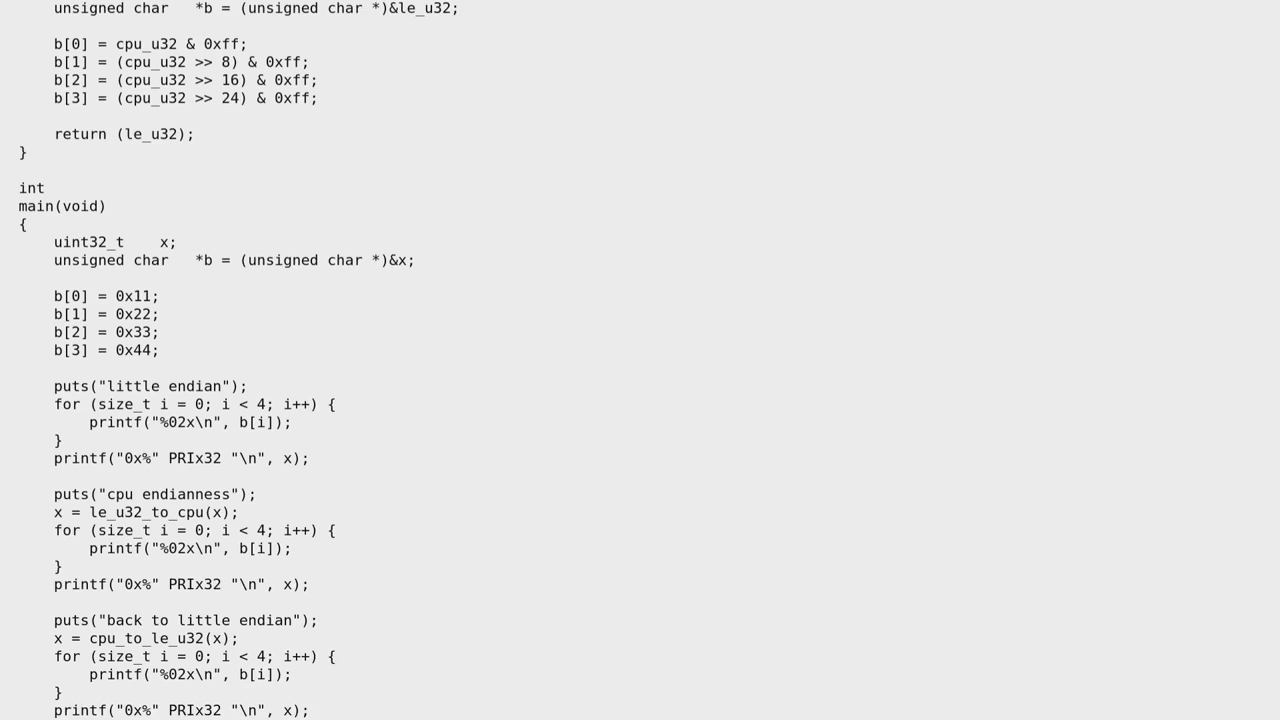 unsigned char   *b = (unsigned char *)&le_u32;

    b[0] = cpu_u32 & 0xff;
    b[1] = (cpu_u32 >> 8) & 0xff;
    b[2] = (cpu_u32 >> 16) & 0xff;
    b[3] = (cpu_u32 >> 24) & 0xff;

    return (le_u32);
}

int
main(void)
{
    uint32_t    x;
    unsigned char   *b = (unsigned char *)&x;

    b[0] = 0x11;
    b[1] = 0x22;
    b[2] = 0x33;
    b[3] = 0x44;

    puts("little endian");
    for (size_t i = 0; i < 4; i++) {
        printf("%02x\n", b[i]);
    }
    printf("0x%" PRIx32 "\n", x);

    puts("cpu endianness");
    x = le_u32_to_cpu(x);
    for (size_t i = 0; i < 4; i++) {
        printf("%02x\n", b[i]);
    }
    printf("0x%" PRIx32 "\n", x);

    puts("back to little endian");
    x = cpu_to_le_u32(x);
    for (size_t i = 0; i < 4; i++) {
        printf("%02x\n", b[i]);
    }
    printf("0x%" PRIx32 "\n", x);